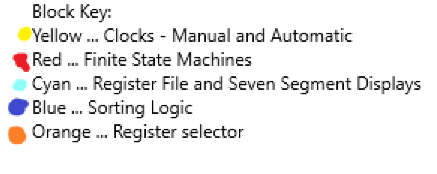 Block Key:
Yellow ... Clocks - Manual and Automatic
Red ... Finite State Machines
Cyan ... Register File and Seven Segment Displays
Blue ... Sorting Logic
Orange ... Register selector